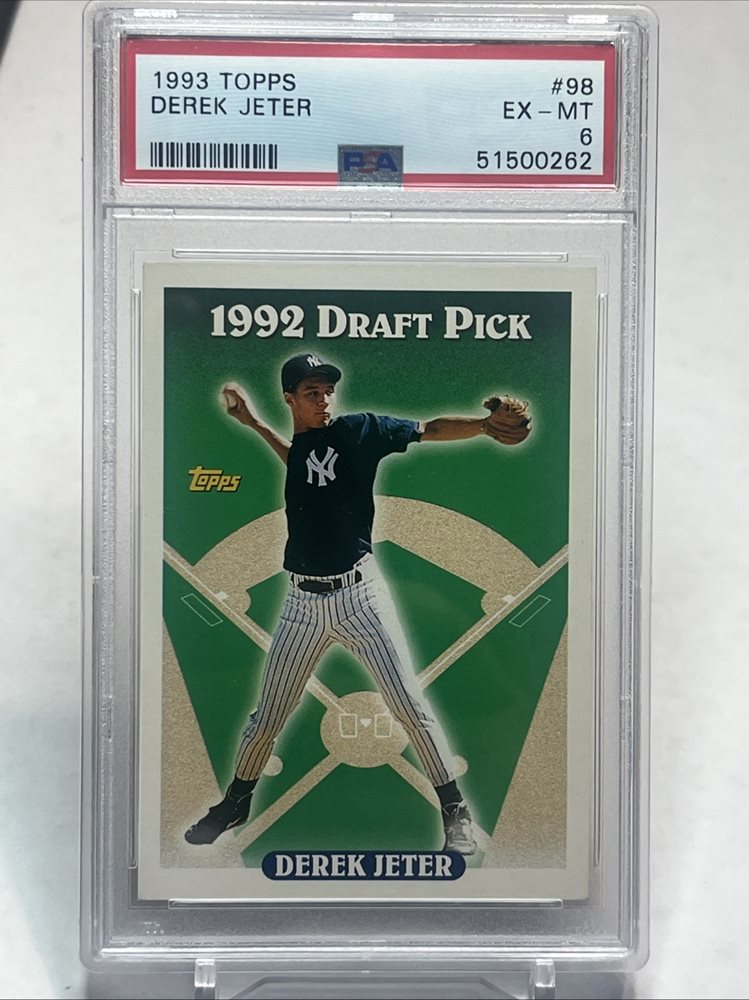 1993 TOPPS #98
DEREK JETER EX - MT
6
PSA 51500262
1992 DRAFT PICK
NY
NY
TOPPS
DEREK JETER